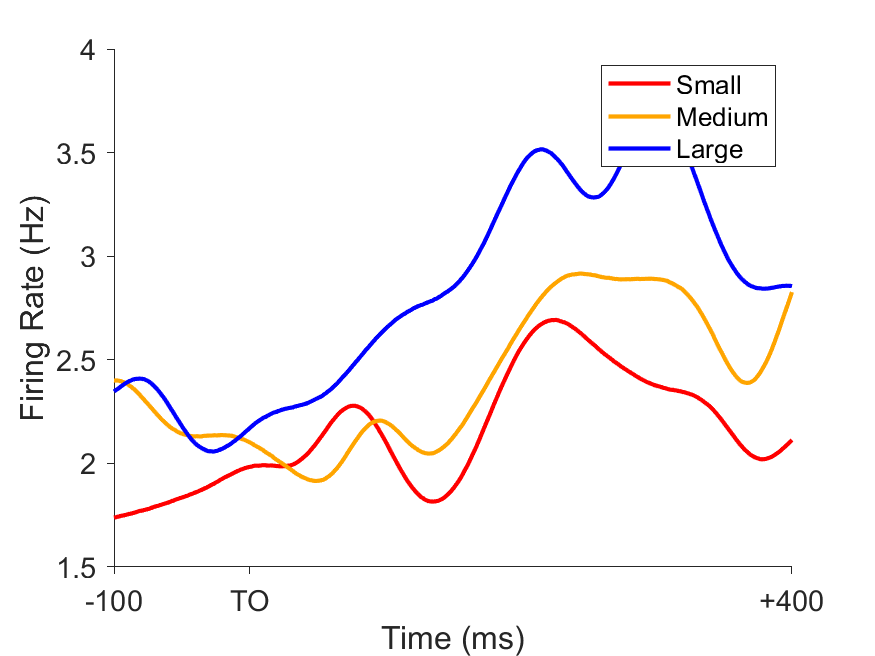 4
3.5
3
2.5
2
1.5
Firing Rate (Hz)
Small
Medium
Large
-100
TO
+400
Time (ms)